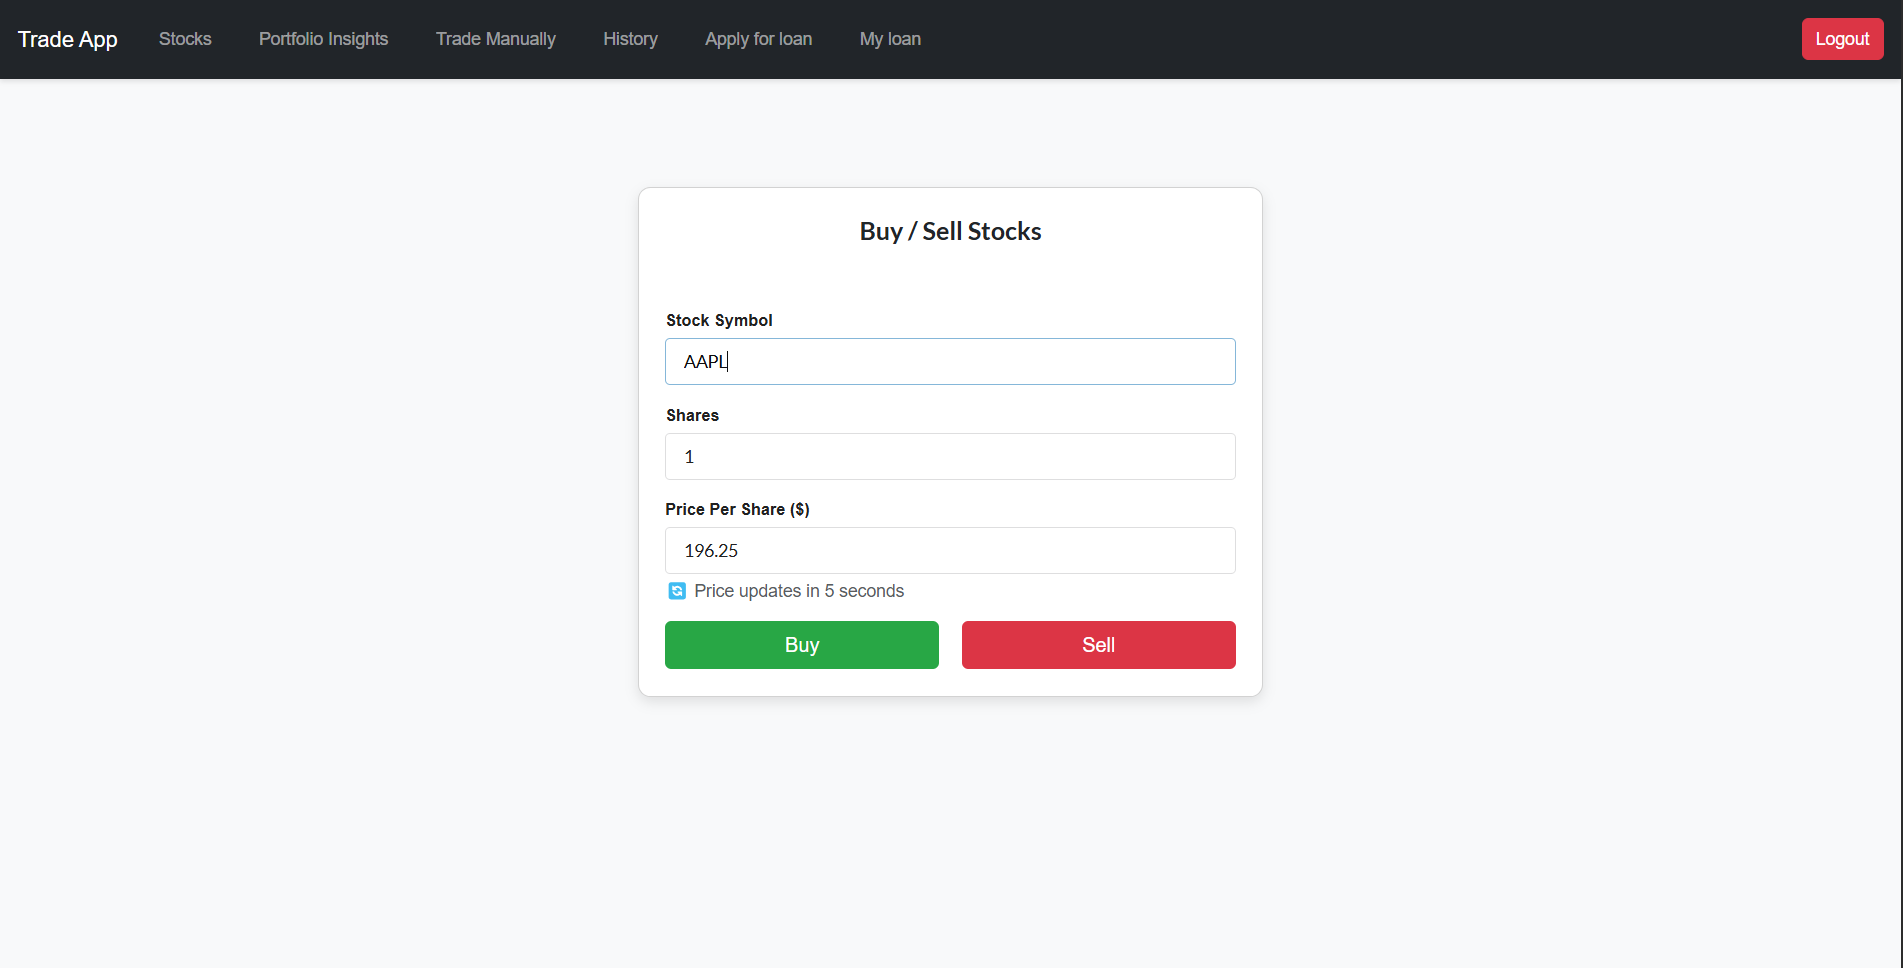 Trade App Stocks Portfolio Insights Trade Manually History Apply for loan My loan Logout
Buy / Sell Stocks
Stock Symbol
AAPL
Shares
1
Price Per Share ($)
196.25
Price updates in 5 seconds
Buy Sell